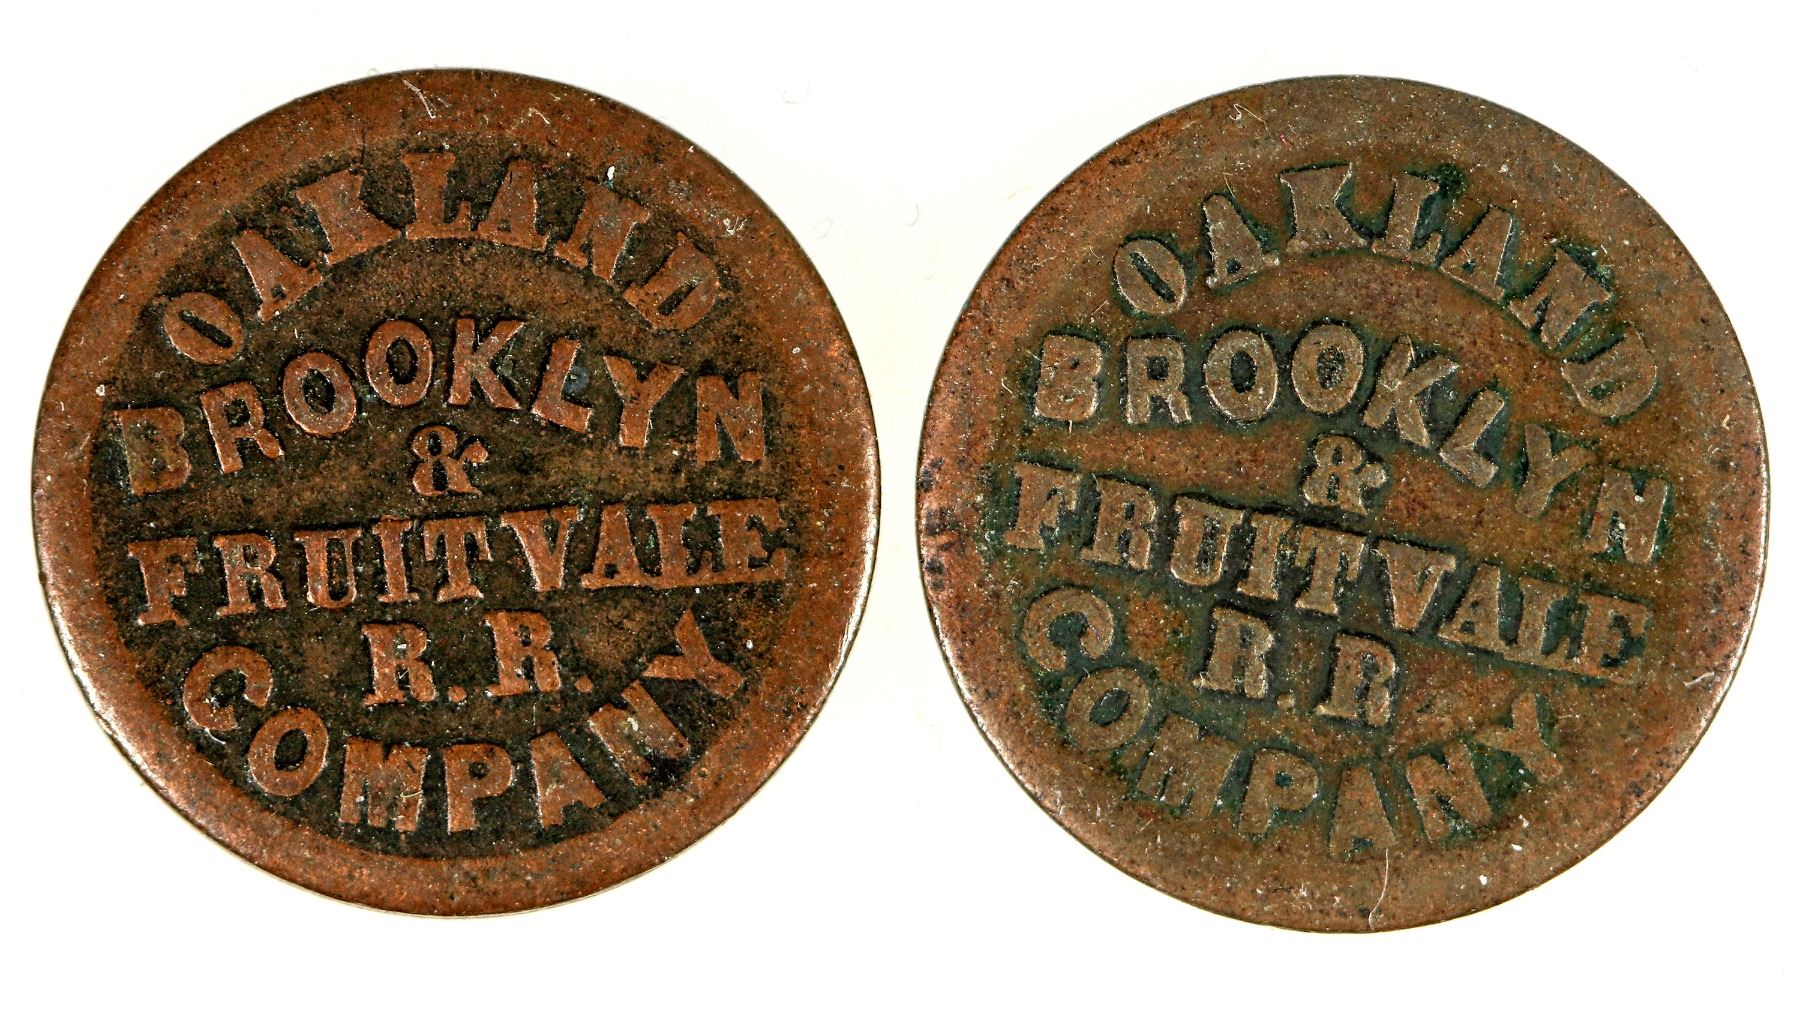 OAKLAND
BROOKLYN
&
FRUITVALE
R.R.
COMPANY
OAKLAND
BROOKLYN
&
FRUITVALE
R.R.
COMPANY